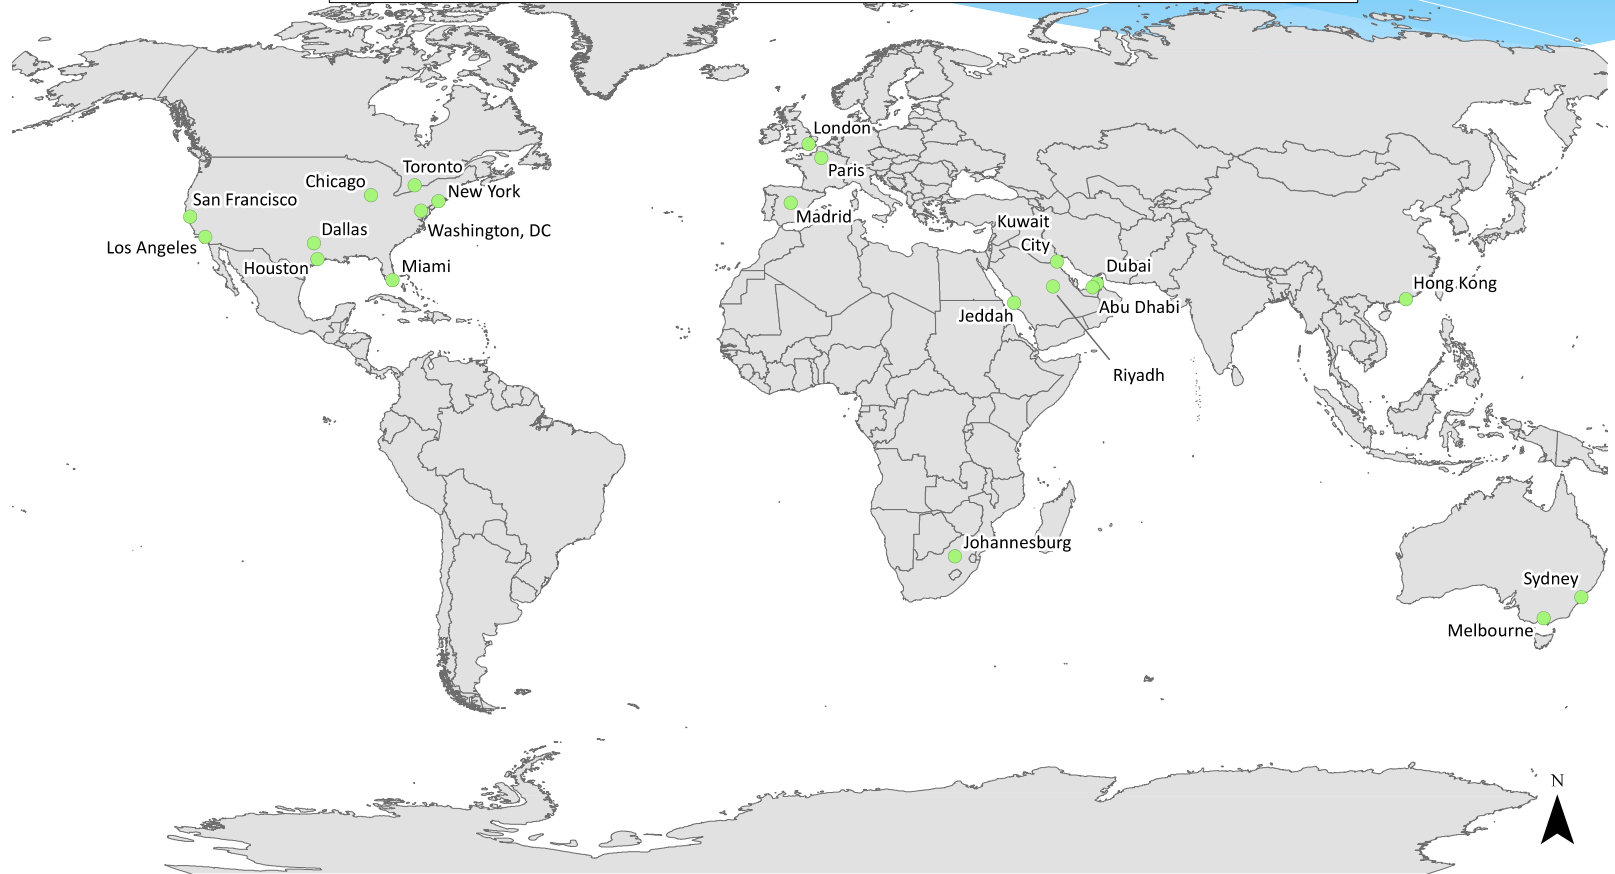 London
Toronto
Paris
Chicago
New York
San Francisco
Madrid
Dallas
Washington, DC
Kuwait
City
Los Angeles
Houston
Miami
Dubai
Hong Kong
Abu Dhabi
Jeddah
Riyadh
Johannesburg
Sydney
Melbourne
N